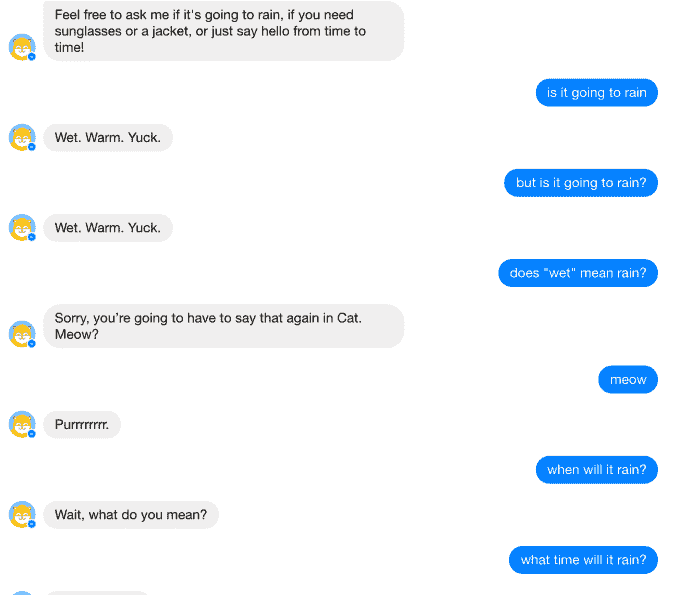 Feel free to ask me if it's going to rain, if you need
sunglasses or a jacket, or just say hello from time to
time!
is it going to rain
Wet. Warm. Yuck.
but is it going to rain?
Wet. Warm. Yuck.
does "wet" mean rain?
Sorry, you’re going to have to say that again in Cat.
Meow?
meow
Purrrrrrrr.
when will it rain?
Wait, what do you mean?
what time will it rain?